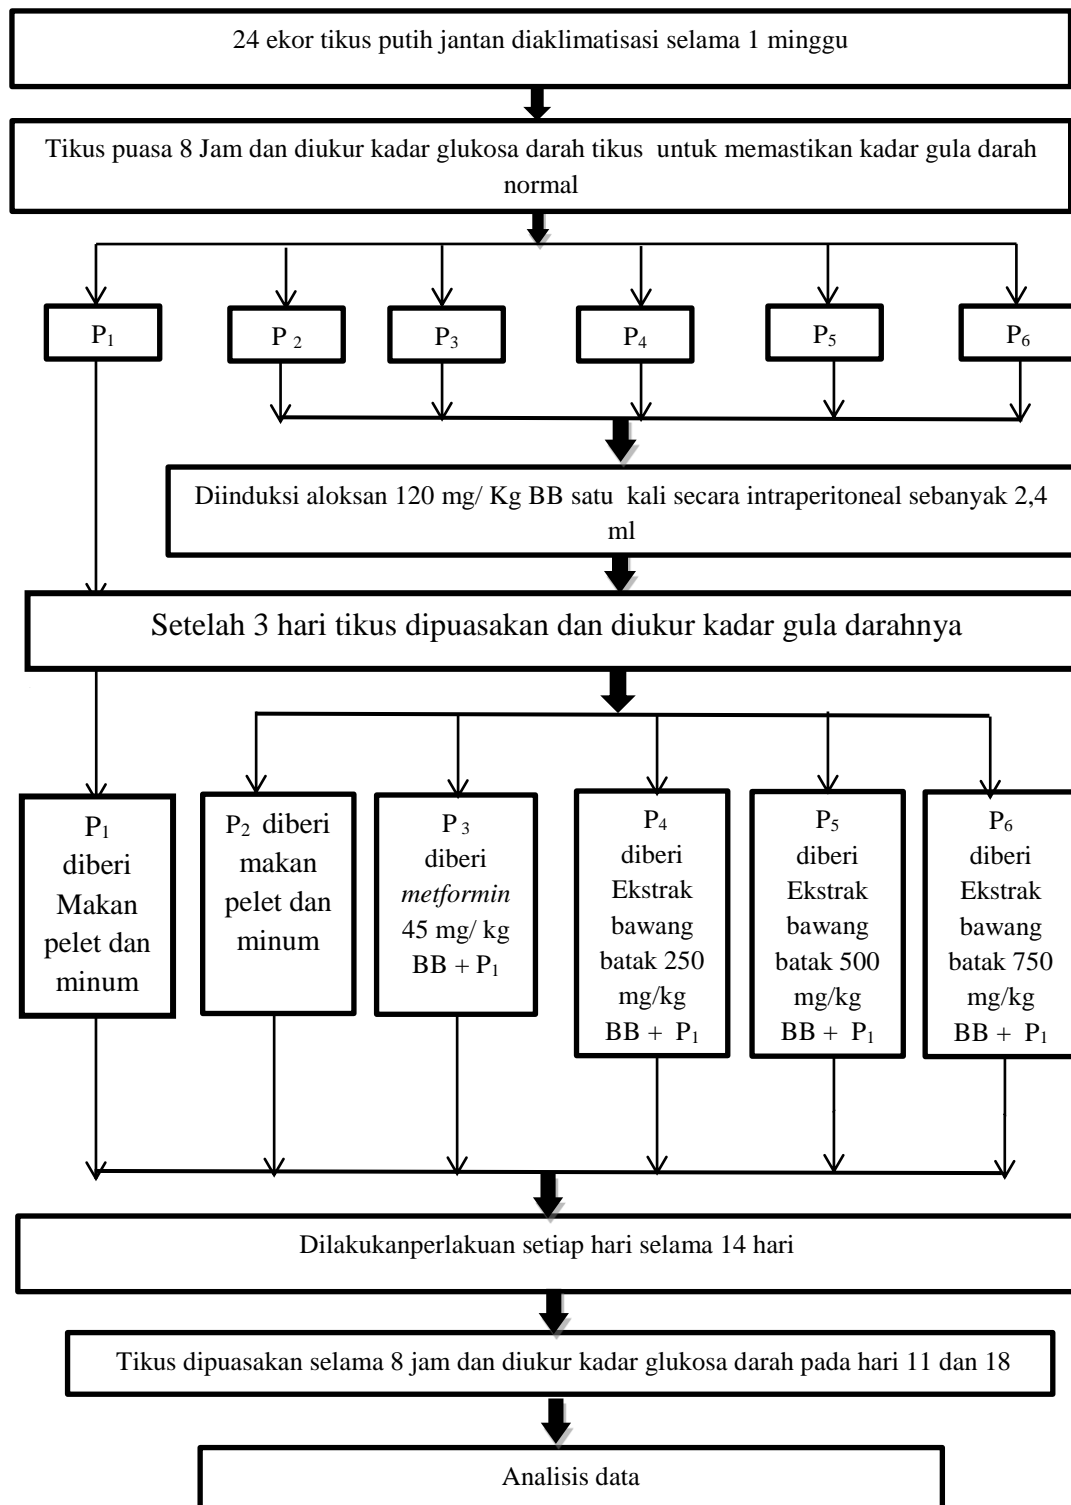 24 ekor tikus putih jantan diaklimatisasi selama 1 minggu
Tikus puasa 8 Jam dan diukur kadar glukosa darah tikus  untuk memastikan kadar gula darah
normal
P₁
P ₂
P₃
P₄
P₅
P₆
Diinduksi aloksan 120 mg/ Kg BB satu  kali secara intraperitoneal sebanyak 2,4
ml
Setelah 3 hari tikus dipuasakan dan diukur kadar gula darahnya
P₁
diberi
Makan
pelet dan
minum
P₂  diberi
makan
pelet dan
minum
P ₃
diberi
metformin
45 mg/ kg
BB + P₁
P₄
diberi
Ekstrak
bawang
batak 250
mg/kg
BB +  P₁
P₅
diberi
Ekstrak
bawang
batak 500
mg/kg
BB +  P₁
P₆
diberi
Ekstrak
bawang
batak 750
mg/kg
BB +  P₁
Dilakukanperlakuan setiap hari selama 14 hari
Tikus dipuasakan selama 8 jam dan diukur kadar glukosa darah pada hari 11 dan 18
Analisis data